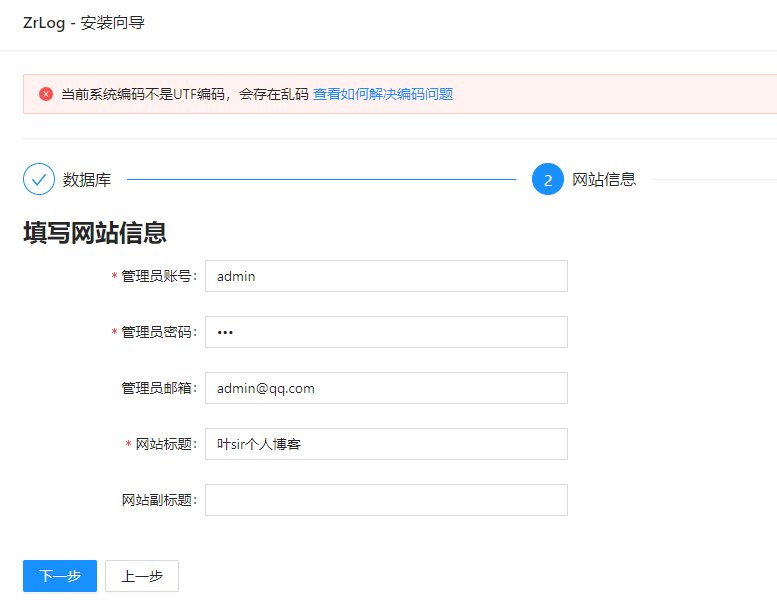 ZrLog - 安装向导
当前系统编码不是UTF编码，会存在乱码 查看如何解决编码问题
数据库
2 网站信息
填写网站信息
* 管理员账号: admin
* 管理员密码: •••
管理员邮箱: admin@qq.com
* 网站标题: 叶sir个人博客
网站副标题:
下一步 上一步